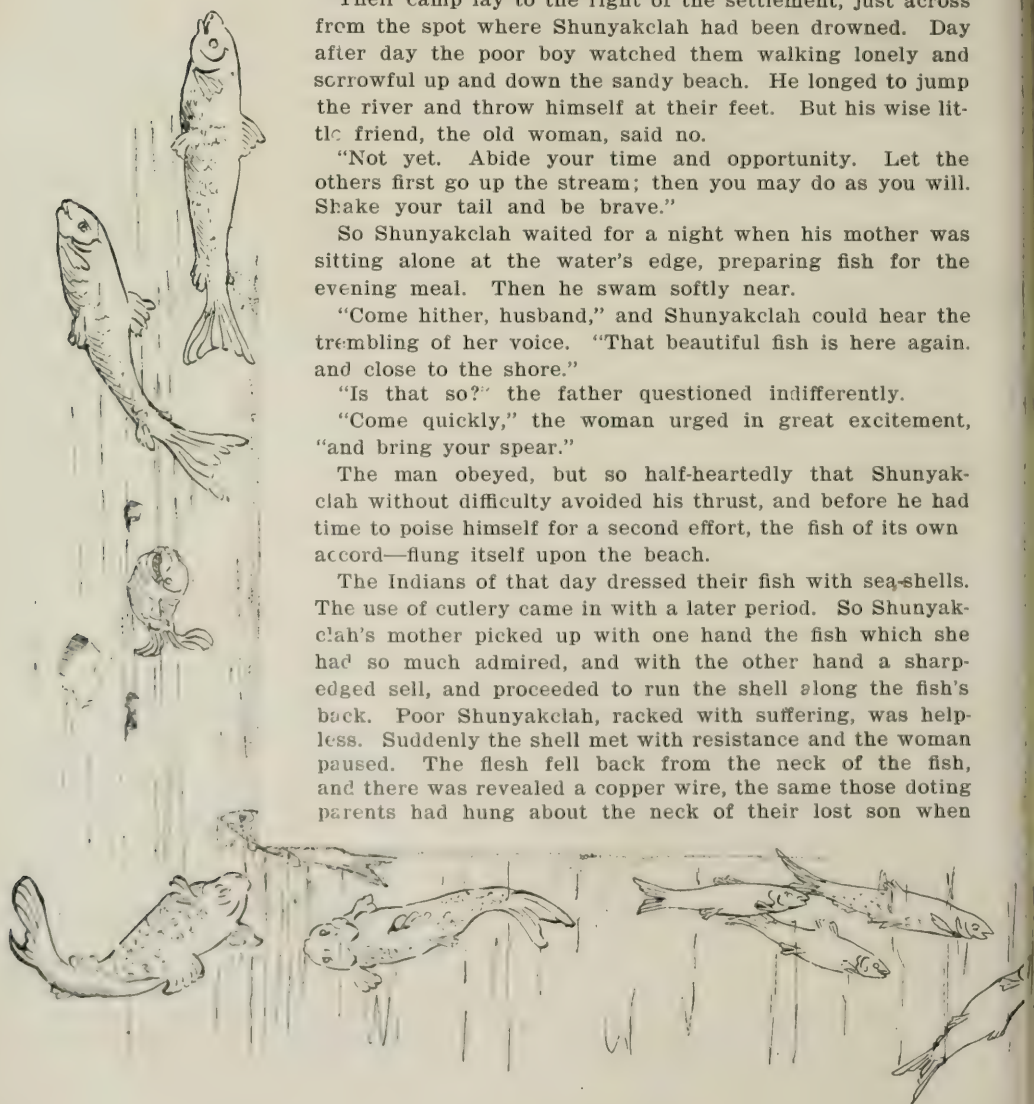 Their camp lay to the right of the settlement, just across
from the spot where Shunyakclah had been drowned. Day
after day the poor boy watched them walking lonely and
sorrowful up and down the sandy beach. He longed to jump
the river and throw himself at their feet. But his wise lit-
tle friend, the old woman, said no.
“Not yet. Abide your time and opportunity. Let the
others first go up the stream; then you may do as you will.
Shake your tail and be brave.”
So Shunyakclah waited for a night when his mother was
sitting alone at the water's edge, preparing fish for the
evening meal. Then he swam softly near.
“Come hither, husband,” and Shunyakclah could hear the
trembling of her voice. “That beautiful fish is here again.
and close to the shore.”
“Is that so?” the father questioned indifferently.
“Come quickly,” the woman urged in great excitement,
“and bring your spear.”
The man obeyed, but so half-heartedly that Shunyak-
clah without difficulty avoided his thrust, and before he had
time to poise himself for a second effort, the fish of its own
accord—flung itself upon the beach.
The Indians of that day dressed their fish with sea-shells.
The use of cutlery came in with a later period. So Shunyak-
clah's mother picked up with one hand the fish which she
had so much admired, and with the other hand a sharp-
edged sell, and proceeded to run the shell along the fish's
back. Poor Shunyakclah, racked with suffering, was help-
less. Suddenly the shell met with resistance and the woman
paused. The flesh fell back from the neck of the fish,
and there was revealed a copper wire, the same those doting
parents had hung about the neck of their lost son when